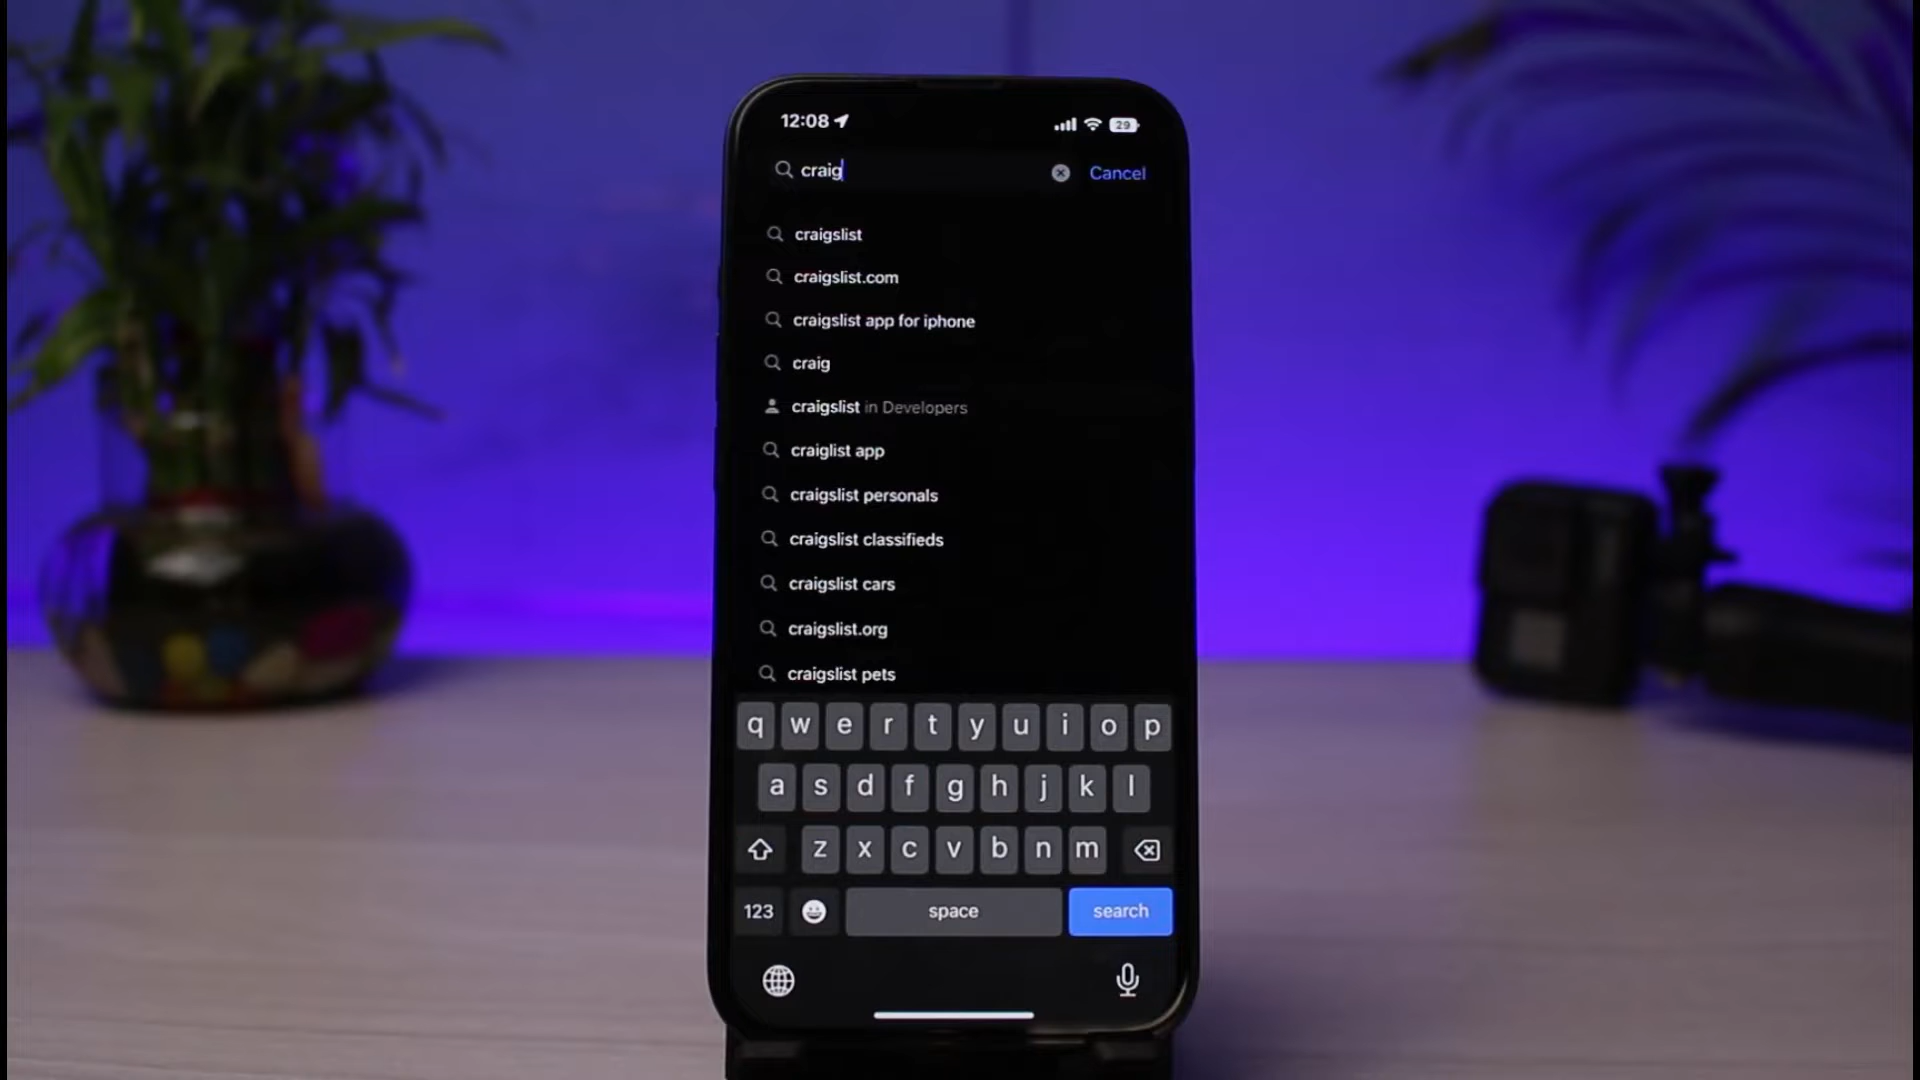 12:08
29
craig
Cancel
craigslist
craigslist.com
craigslist app for iphone
craig
craigslist in Developers
craiglist app
craigslist personals
craigslist classifieds
craigslist cars
craigslist.org
craigslist pets
q w e r t y u i o p
a s d f g h j k l
z x c v b n m
123 space search